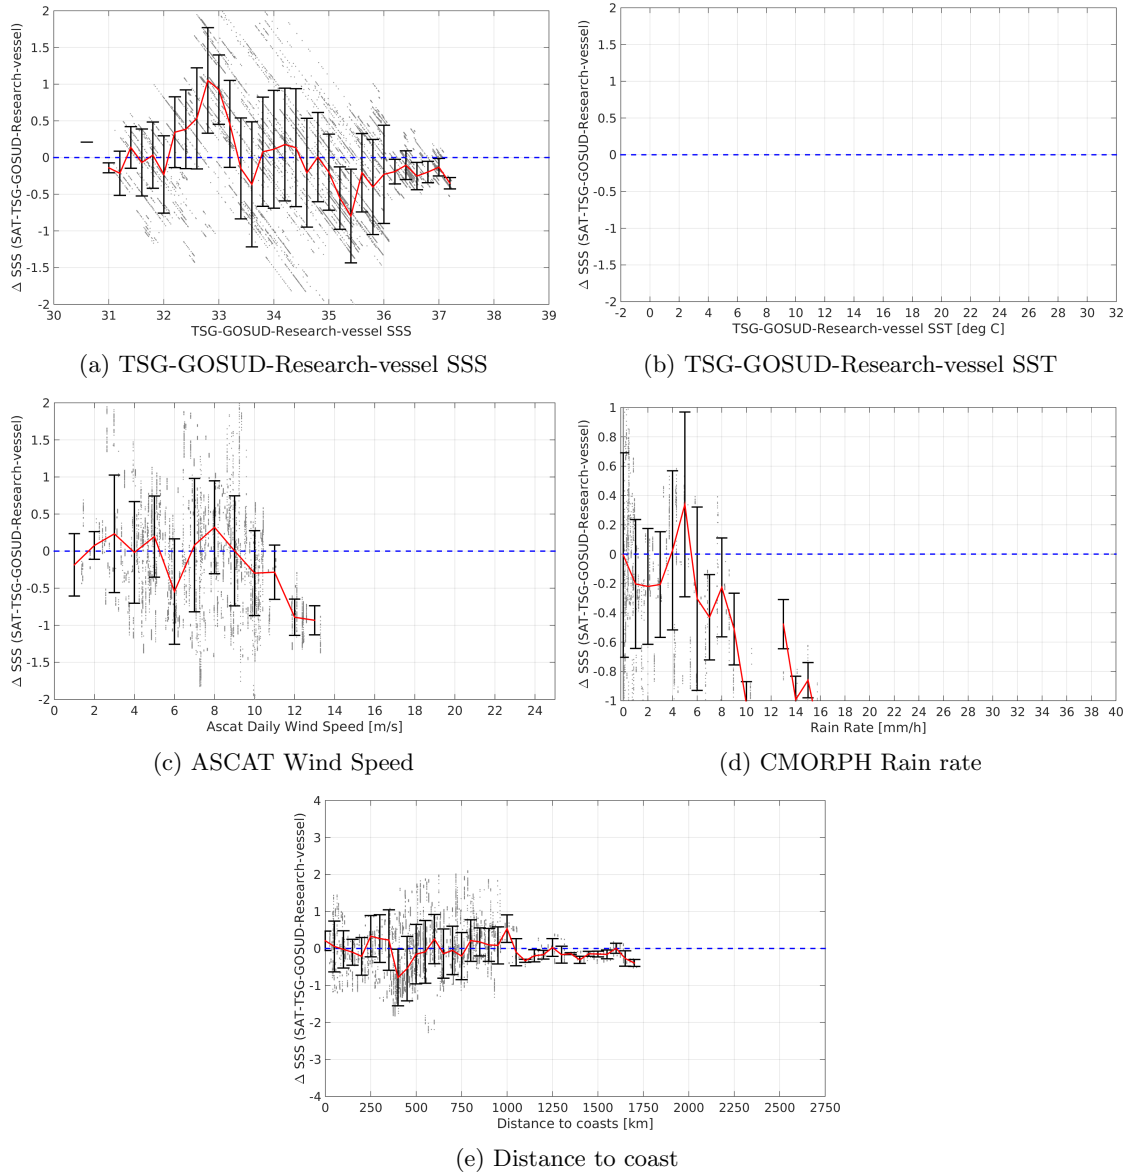 2
1.5
1
0.5
0
-0.5
-1
-1.5
-2
Δ SSS (SAT-TSG-GOSUD-Research-vessel)
30 31 32 33 34 35 36 37 38 39
TSG-GOSUD-Research-vessel SSS
(a) TSG-GOSUD-Research-vessel SSS
2
1.5
1
0.5
0
-0.5
-1
-1.5
-2
Δ SSS (SAT-TSG-GOSUD-Research-vessel)
-2 0 2 4 6 8 10 12 14 16 18 20 22 24 26 28 30 32
TSG-GOSUD-Research-vessel SST [deg C]
(b) TSG-GOSUD-Research-vessel SST
2
1.5
1
0.5
0
-0.5
-1
-1.5
-2
Δ SSS (SAT-TSG-GOSUD-Research-vessel)
0 2 4 6 8 10 12 14 16 18 20 22 24
Ascat Daily Wind Speed [m/s]
(c) ASCAT Wind Speed
1
0.8
0.6
0.4
0.2
0
-0.2
-0.4
-0.6
-0.8
-1
Δ SSS (SAT-TSG-GOSUD-Research-vessel)
0 2 4 6 8 10 12 14 16 18 20 22 24 26 28 30 32 34 36 38 40
Rain Rate [mm/h]
(d) CMORPH Rain rate
4
3
2
1
0
-1
-2
-3
-4
Δ SSS (SAT-TSG-GOSUD-Research-vessel)
0 250 500 750 1000 1250 1500 1750 2000 2250 2500 2750
Distance to coasts [km]
(e) Distance to coast